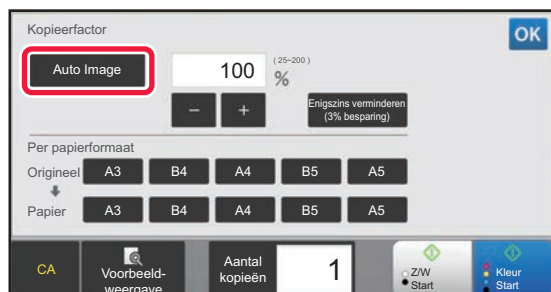 Kopieerfactor
OK
Auto Image
100
(25~200)
%
−
+
Enigszins verminderen
(3% besparing)
Per papierformaat
Origineel
A3
B4
A4
B5
A5
Papier
A3
B4
A4
B5
A5
CA
Voorbeeld-
weergave
Aantal
kopieën
1
Z/W
Start
Kleur
Start